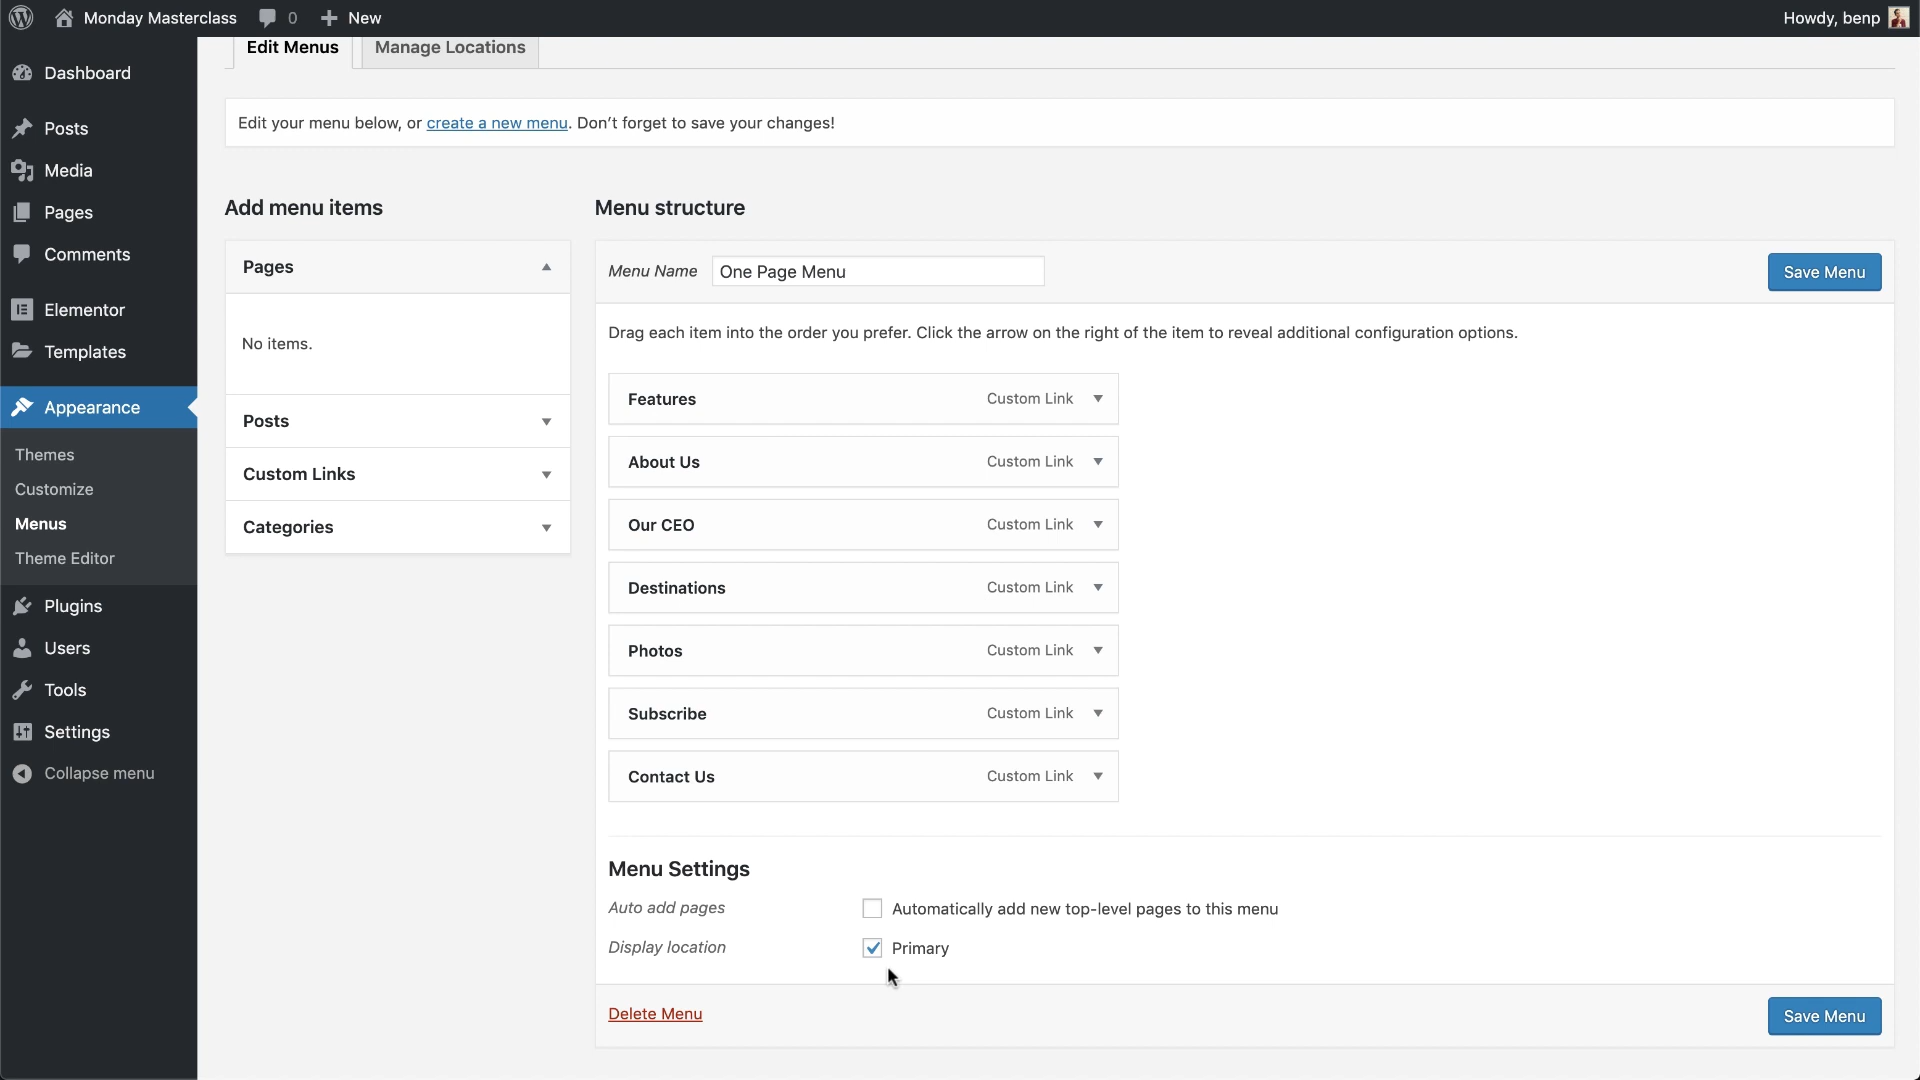 Monday Masterclass 0 New Howdy, benp
Edit Menus Manage Locations
Dashboard
Posts
Media
Pages
Comments
Elementor
Templates
Appearance
Themes
Customize
Menus
Theme Editor
Plugins
Users
Tools
Settings
Collapse menu
Edit your menu below, or create a new menu. Don’t forget to save your changes!
Add menu items
Pages
No items.
Posts
Custom Links
Categories
Menu structure
Menu Name One Page Menu Save Menu
Drag each item into the order you prefer. Click the arrow on the right of the item to reveal additional configuration options.
Features Custom Link
About Us Custom Link
Our CEO Custom Link
Destinations Custom Link
Photos Custom Link
Subscribe Custom Link
Contact Us Custom Link
Menu Settings
Auto add pages Automatically add new top-level pages to this menu
Display location Primary
Delete Menu Save Menu